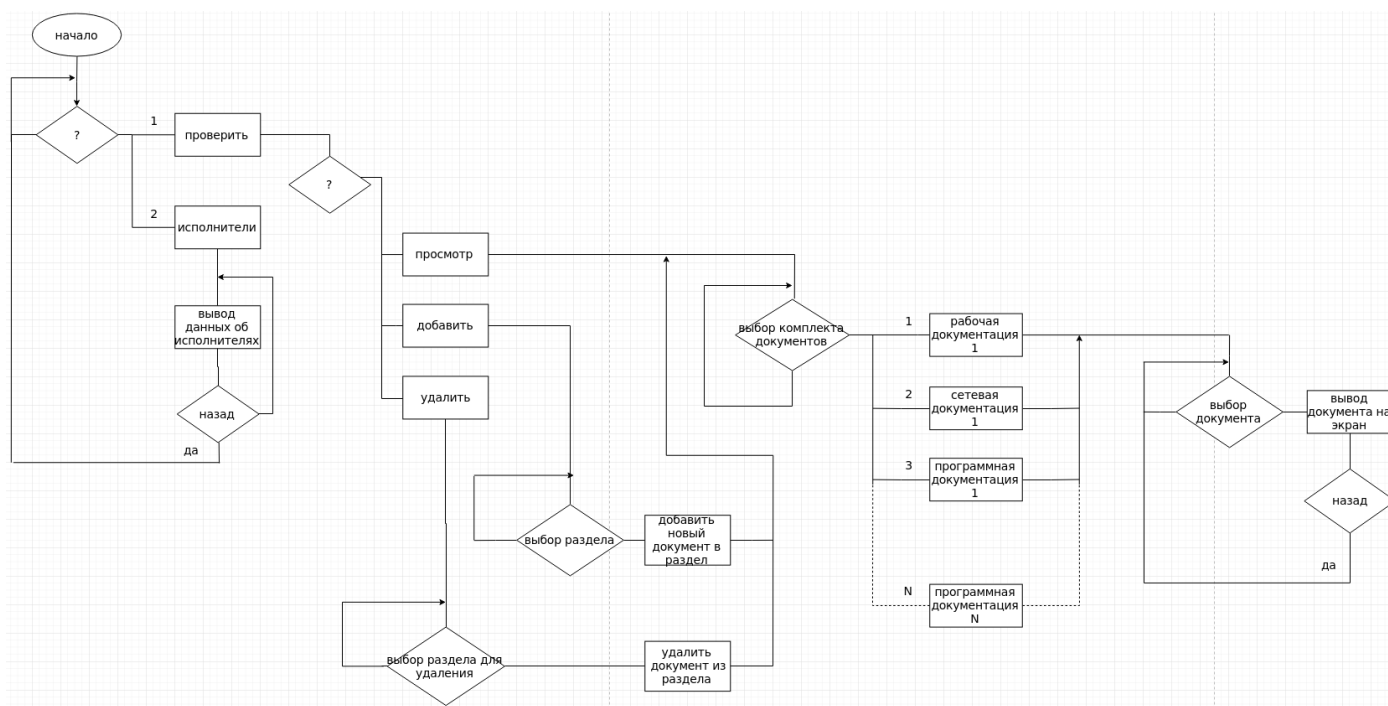 начало
?
1
проверить
?
2
исполнители
просмотр
вывод
данных об
исполнителях
назад
да
добавить
удалить
выбор комплекта
документов
1
рабочая
документация
1
2
сетевая
документация
1
3
программная
документация
1
N
программная
документация
N
выбор
документа
вывод
документа на
экран
назад
да
выбор раздела
добавить
новый
документ в
раздел
выбор раздела для
удаления
удалить
документ из
раздела